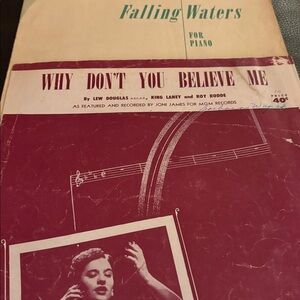 Falling Waters
FOR
PIANO
WHY DON'T YOU BELIEVE ME
By LEW DOUGLAS, KING LANEY and ROY RODDE
AS FEATURED AND RECORDED BY JONI JAMES FOR MGM RECORDS
PRICE
40¢